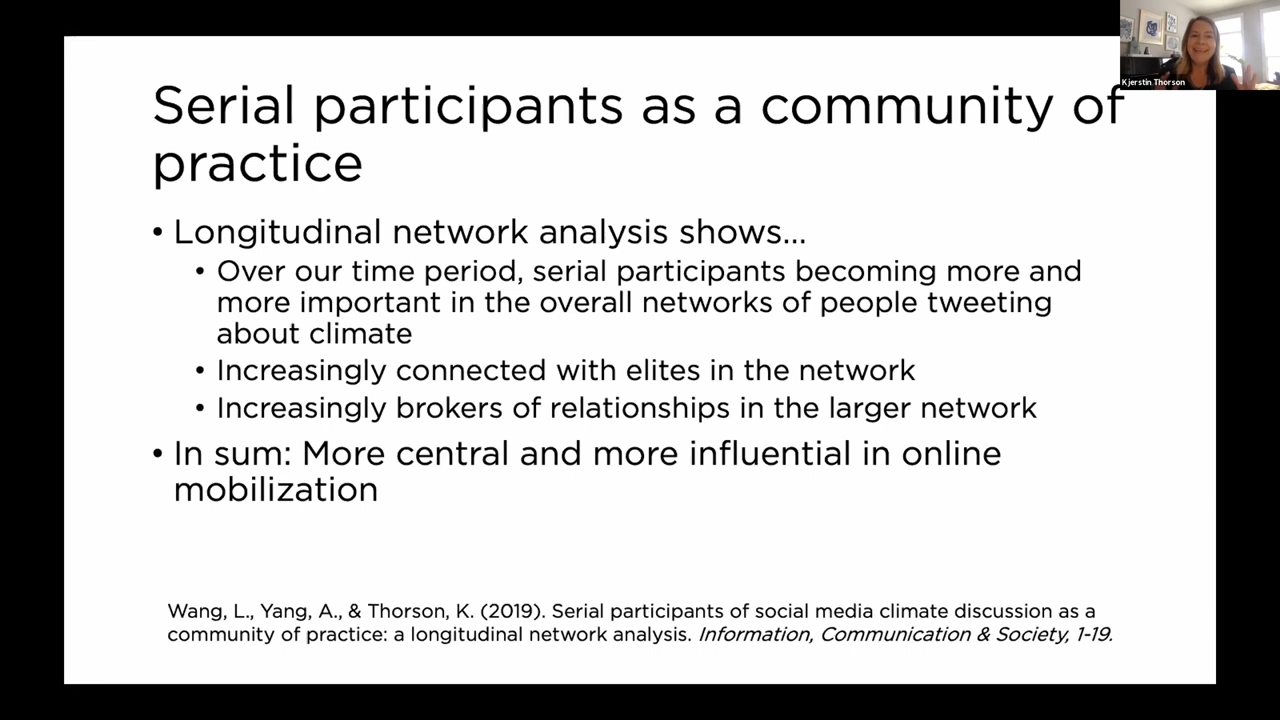 Kjerstin Thorson
Serial participants as a community of
practice
• Longitudinal network analysis shows...
• Over our time period, serial participants becoming more and
more important in the overall networks of people tweeting
about climate
• Increasingly connected with elites in the network
• Increasingly brokers of relationships in the larger network
• In sum: More central and more influential in online
mobilization
Wang, L., Yang, A., & Thorson, K. (2019). Serial participants of social media climate discussion as a
community of practice: a longitudinal network analysis. Information, Communication & Society, 1-19.